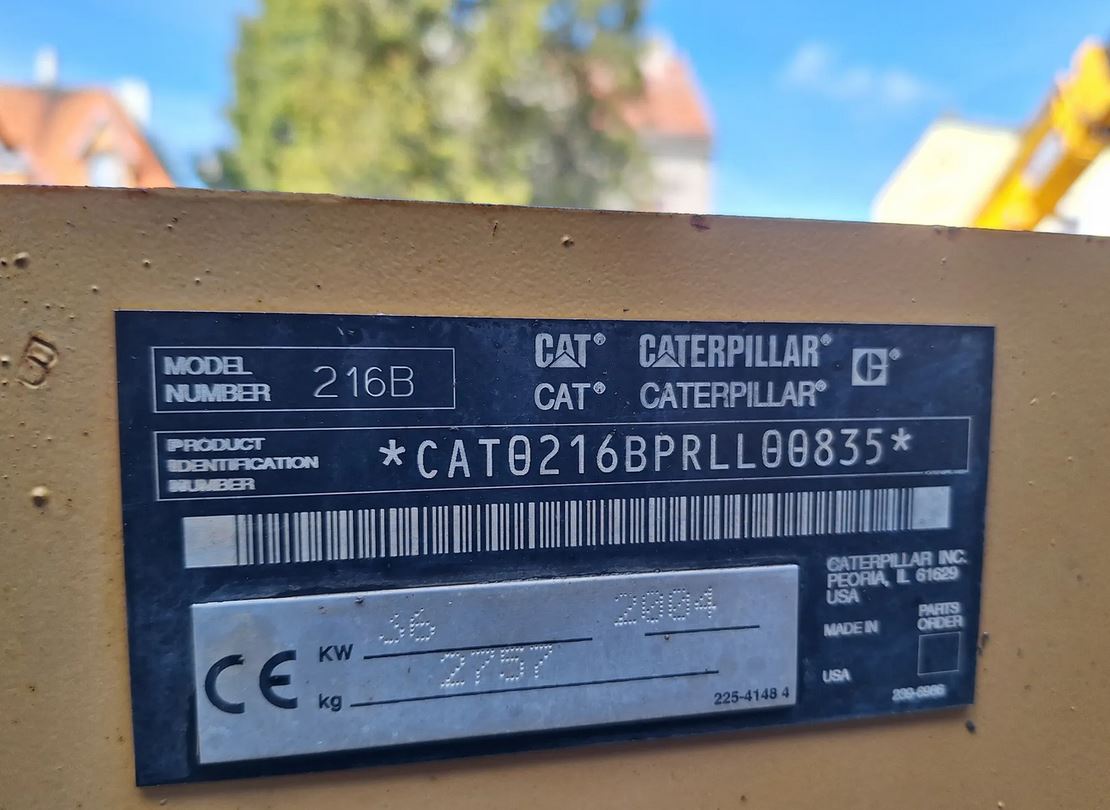 B
MODEL
NUMBER
216B
CAT® CATERPILLAR®
CAT® CATERPILLAR®
PRODUCT
IDENTIFICATION
NUMBER
*CAT0216BPRLL00835*
CATERPILLAR INC.
PEORIA, IL 61629
USA
MADE IN
USA
PARTS
ORDER
CE
KW 36 2004
kg 2757
225-4148 4